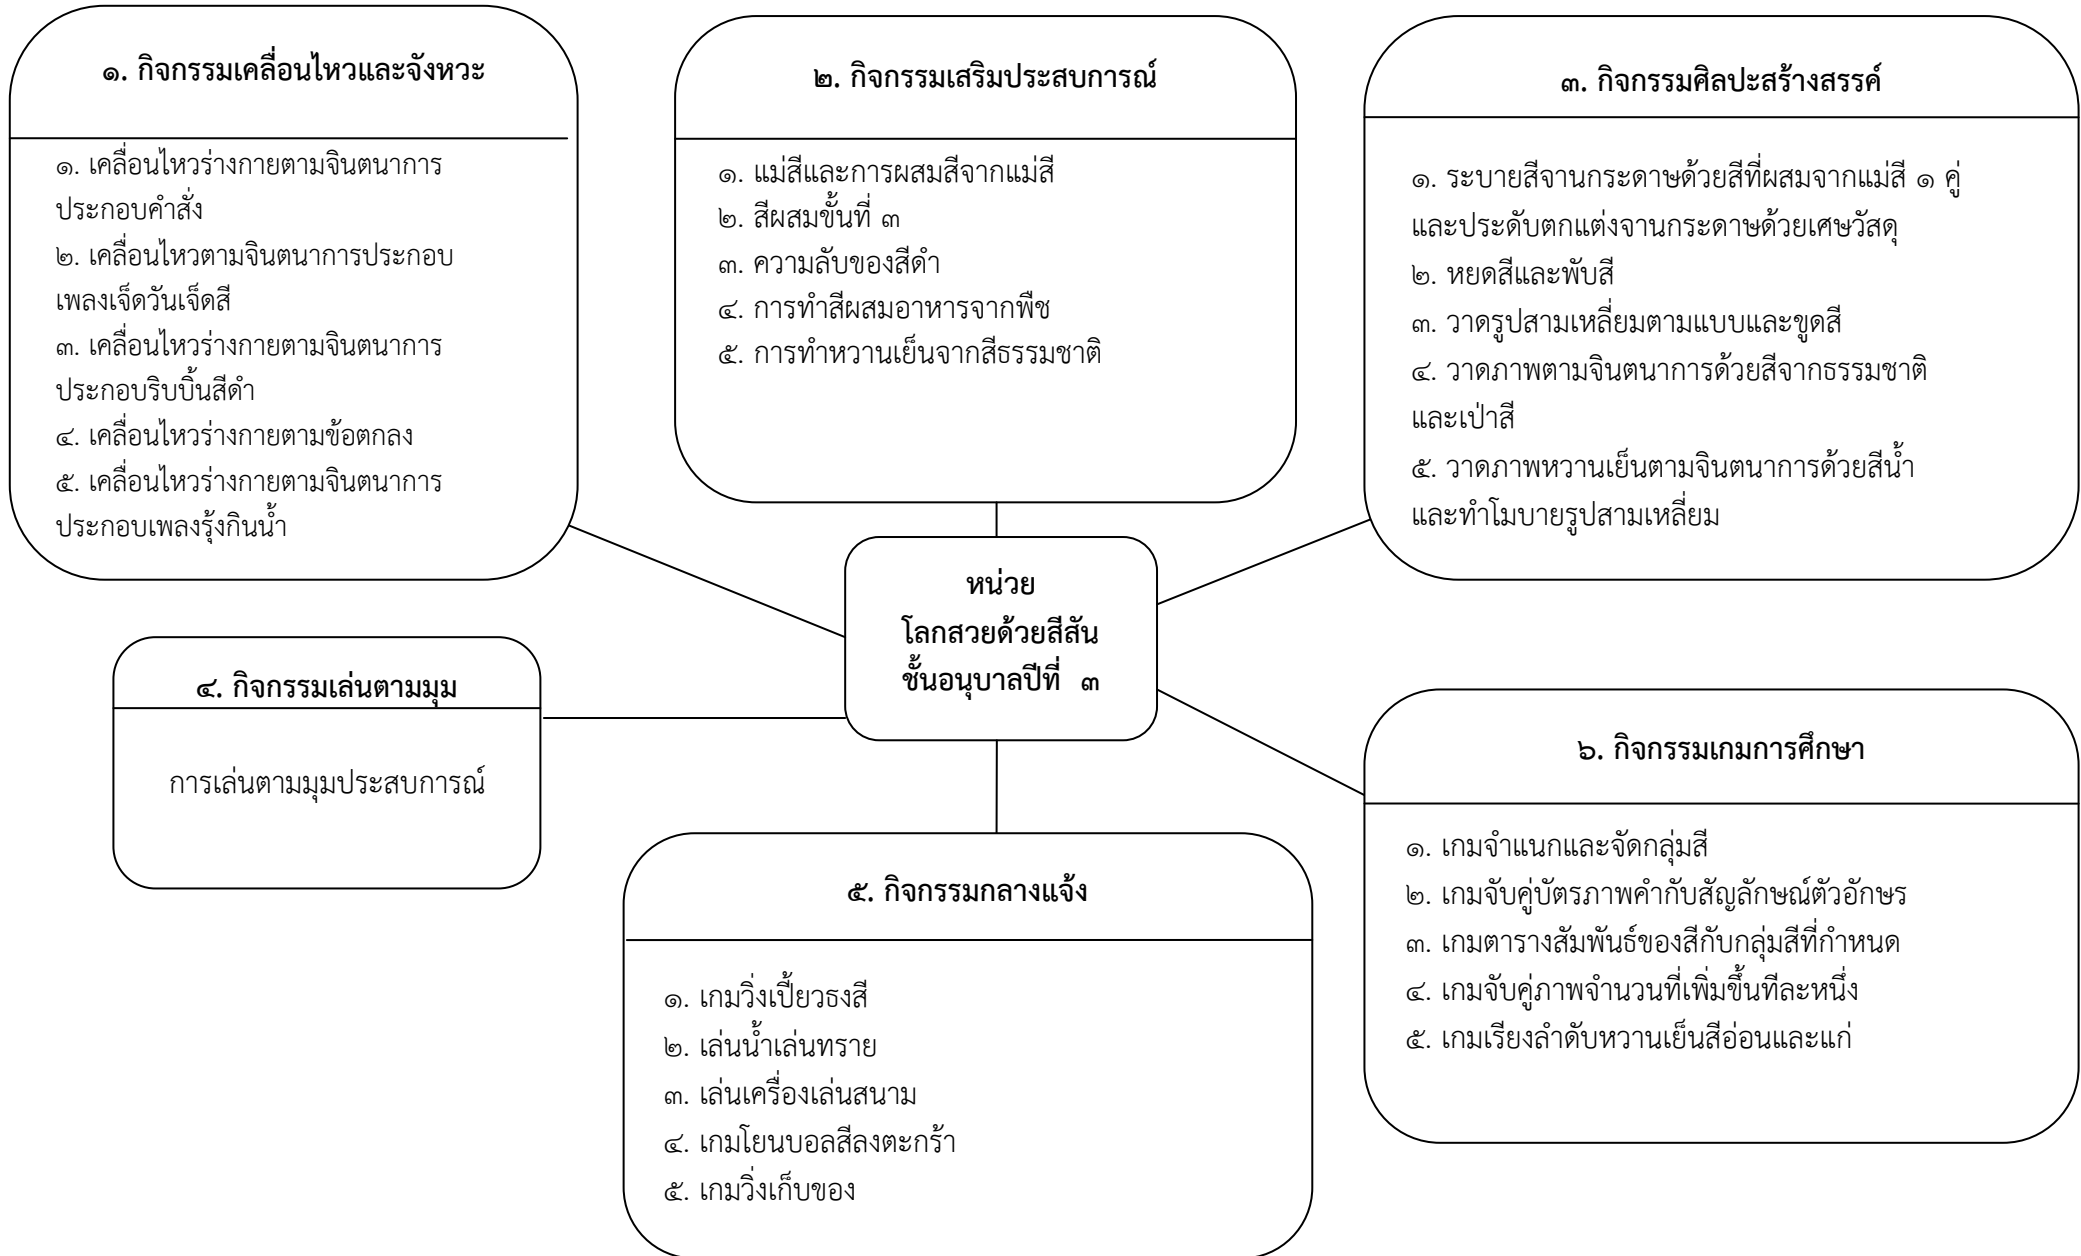 ๑. กิจกรรมเคลื่อนไหวและจังหวะ
๑. เคลื่อนไหวร่างกายตามจินตนาการ
ประกอบคำสั่ง
๒. เคลื่อนไหวตามจินตนาการประกอบ
เพลงเจ็ดวันเจ็ดสี
๓. เคลื่อนไหวร่างกายตามจินตนาการ
ประกอบริบบิ้นสีดำ
๔. เคลื่อนไหวร่างกายตามข้อตกลง
๕. เคลื่อนไหวร่างกายตามจินตนาการ
ประกอบเพลงรุ้งกินน้ำ
๒. กิจกรรมเสริมประสบการณ์
๑. แม่สีและการผสมสีจากแม่สี
๒. สีผสมขั้นที่ ๓
๓. ความลับของสีดำ
๔. การทำสีผสมอาหารจากพืช
๕. การทำหวานเย็นจากสีธรรมชาติ
๓. กิจกรรมศิลปะสร้างสรรค์
๑. ระบายสีจานกระดาษด้วยสีที่ผสมจากแม่สี ๑ คู่
และประดับตกแต่งจานกระดาษด้วยเศษวัสดุ
๒. หยดสีและพับสี
๓. วาดรูปสามเหลี่ยมตามแบบและขูดสี
๔. วาดภาพตามจินตนาการด้วยสีจากธรรมชาติ
และเป่าสี
๕. วาดภาพหวานเย็นตามจินตนาการด้วยสีน้ำ
และทำโมบายรูปสามเหลี่ยม
หน่วย
โลกสวยด้วยสีสัน
ชั้นอนุบาลปีที่ ๓
๔. กิจกรรมเล่นตามมุม
การเล่นตามมุมประสบการณ์
๕. กิจกรรมกลางแจ้ง
๑. เกมวิ่งเปี้ยวธงสี
๒. เล่นน้ำเล่นทราย
๓. เล่นเครื่องเล่นสนาม
๔. เกมโยนบอลสีลงตะกร้า
๕. เกมวิ่งเก็บของ
๖. กิจกรรมเกมการศึกษา
๑. เกมจำแนกและจัดกลุ่มสี
๒. เกมจับคู่บัตรภาพคำกับสัญลักษณ์ตัวอักษร
๓. เกมตารางสัมพันธ์ของสีกับกลุ่มสีที่กำหนด
๔. เกมจับคู่ภาพจำนวนที่เพิ่มขึ้นทีละหนึ่ง
๕. เกมเรียงลำดับหวานเย็นสีอ่อนและแก่